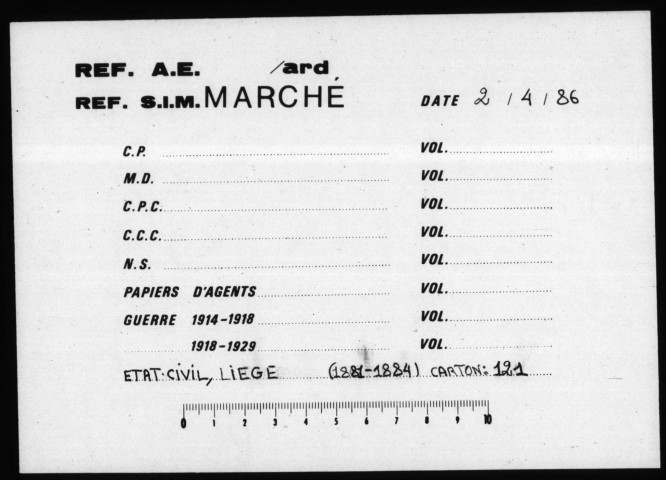 REF. A.E. /ard
REF. S.I.M. MARCHÉ DATE 2 / 4 / 86
C.P. VOL.
M.D. VOL.
C.P.C. VOL.
C.C.C. VOL.
N.S. VOL.
PAPIERS D'AGENTS VOL.
GUERRE 1914-1918 VOL.
1918-1929 VOL.
ETAT-CIVIL, LIEGE (1881-1884) CARTON: 121
0 1 2 3 4 5 6 7 8 9 10